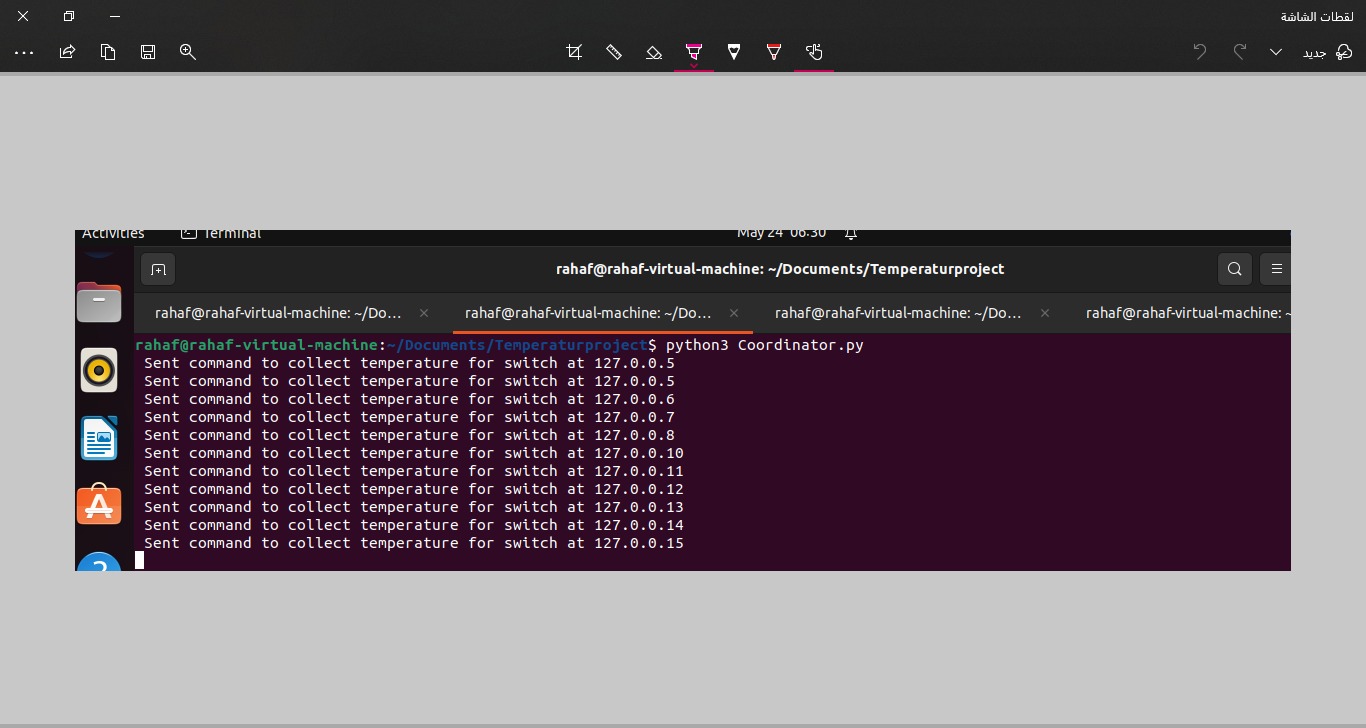 لقطات الشاشة
جديد
Activities
Terminal
May 24 06:30
rahaf@rahaf-virtual-machine: ~/Documents/Temperaturproject
rahaf@rahaf-virtual-machine: ~/Do...
rahaf@rahaf-virtual-machine: ~/Do...
rahaf@rahaf-virtual-machine: ~/Do...
rahaf@rahaf-virtual-machine: ~
rahaf@rahaf-virtual-machine:~/Documents/Temperaturproject$ python3 Coordinator.py
Sent command to collect temperature for switch at 127.0.0.5
Sent command to collect temperature for switch at 127.0.0.5
Sent command to collect temperature for switch at 127.0.0.6
Sent command to collect temperature for switch at 127.0.0.7
Sent command to collect temperature for switch at 127.0.0.8
Sent command to collect temperature for switch at 127.0.0.10
Sent command to collect temperature for switch at 127.0.0.11
Sent command to collect temperature for switch at 127.0.0.12
Sent command to collect temperature for switch at 127.0.0.13
Sent command to collect temperature for switch at 127.0.0.14
Sent command to collect temperature for switch at 127.0.0.15